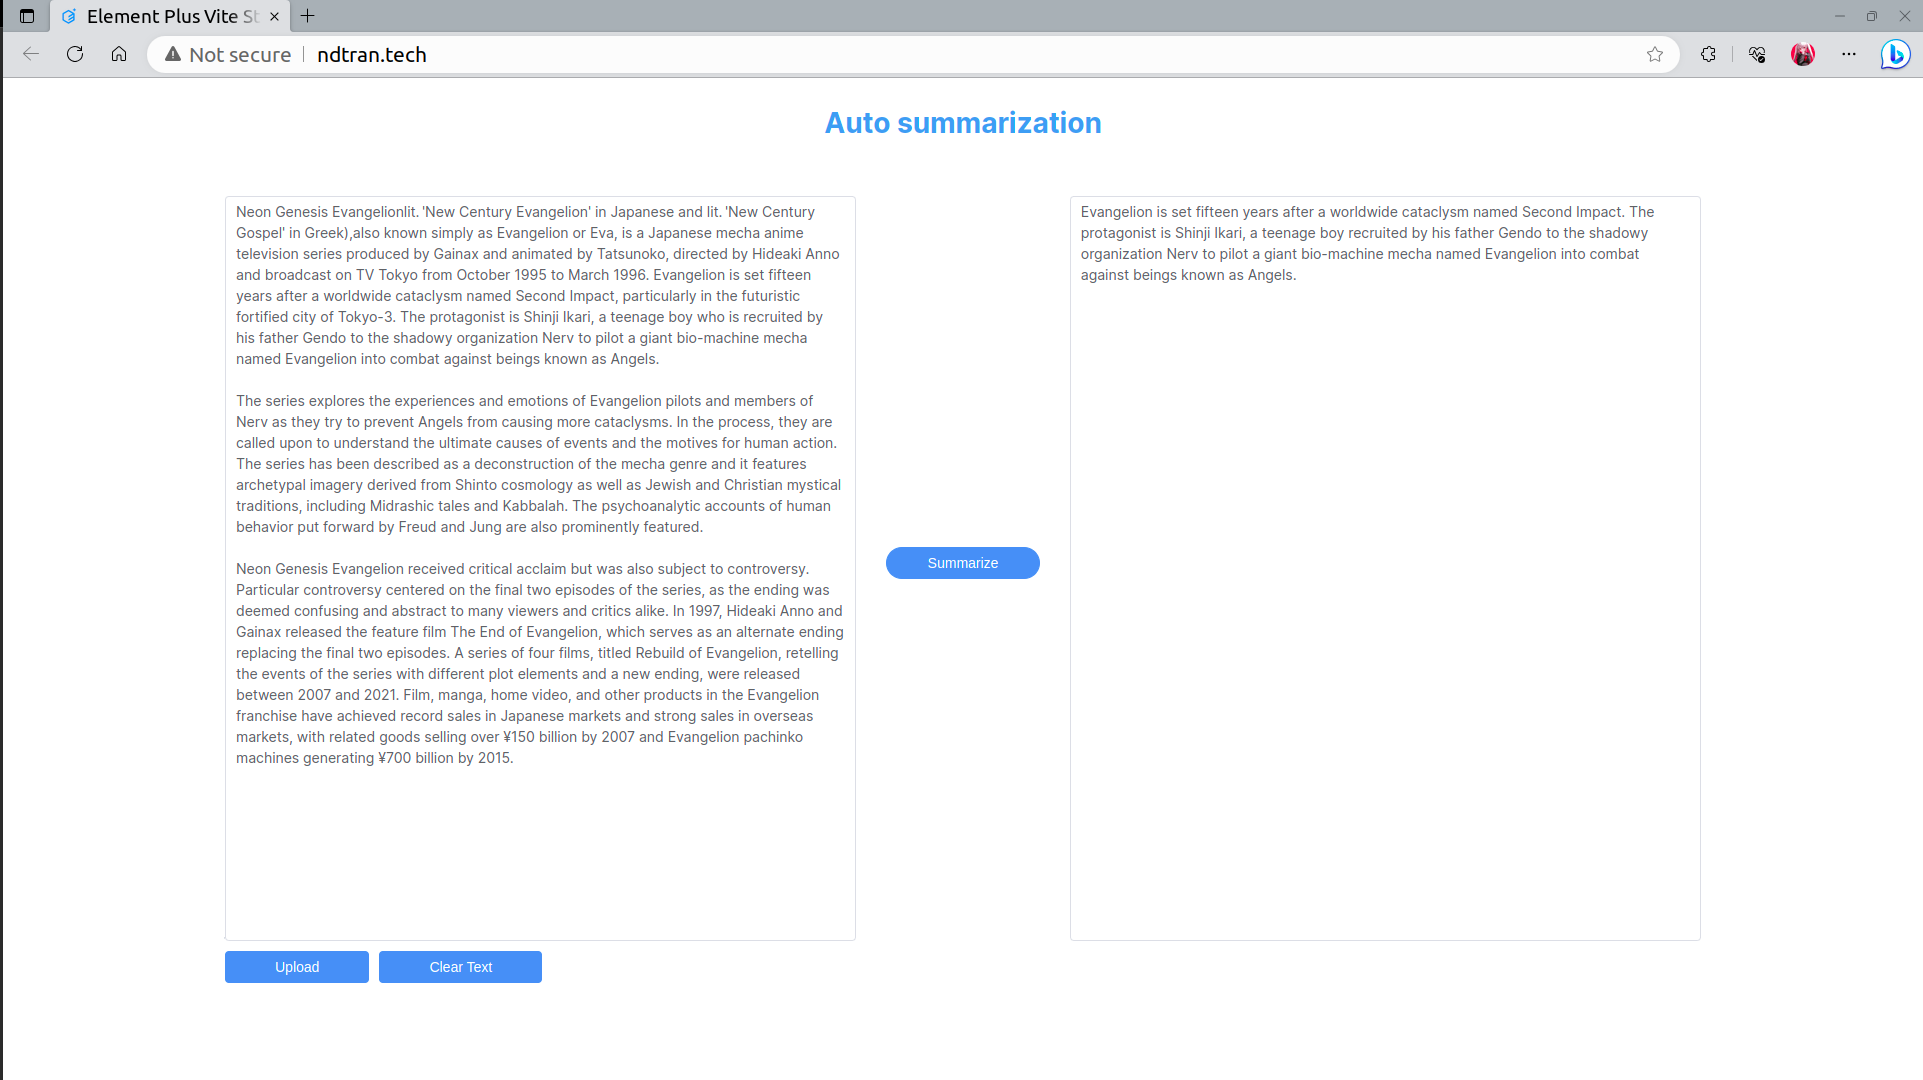 Element Plus Vite St
Not secure
ndtran.tech
Auto summarization
Neon Genesis Evangelionlit. 'New Century Evangelion' in Japanese and lit. 'New Century
Gospel' in Greek),also known simply as Evangelion or Eva, is a Japanese mecha anime
television series produced by Gainax and animated by Tatsunoko, directed by Hideaki Anno
and broadcast on TV Tokyo from October 1995 to March 1996. Evangelion is set fifteen
years after a worldwide cataclysm named Second Impact, particularly in the futuristic
fortified city of Tokyo-3. The protagonist is Shinji Ikari, a teenage boy who is recruited by
his father Gendo to the shadowy organization Nerv to pilot a giant bio-machine mecha
named Evangelion into combat against beings known as Angels.
The series explores the experiences and emotions of Evangelion pilots and members of
Nerv as they try to prevent Angels from causing more cataclysms. In the process, they are
called upon to understand the ultimate causes of events and the motives for human action.
The series has been described as a deconstruction of the mecha genre and it features
archetypal imagery derived from Shinto cosmology as well as Jewish and Christian mystical
traditions, including Midrashic tales and Kabbalah. The psychoanalytic accounts of human
behavior put forward by Freud and Jung are also prominently featured.
Neon Genesis Evangelion received critical acclaim but was also subject to controversy.
Particular controversy centered on the final two episodes of the series, as the ending was
deemed confusing and abstract to many viewers and critics alike. In 1997, Hideaki Anno and
Gainax released the feature film The End of Evangelion, which serves as an alternate ending
replacing the final two episodes. A series of four films, titled Rebuild of Evangelion, retelling
the events of the series with different plot elements and a new ending, were released
between 2007 and 2021. Film, manga, home video, and other products in the Evangelion
franchise have achieved record sales in Japanese markets and strong sales in overseas
markets, with related goods selling over ¥150 billion by 2007 and Evangelion pachinko
machines generating ¥700 billion by 2015.
Summarize
Evangelion is set fifteen years after a worldwide cataclysm named Second Impact. The
protagonist is Shinji Ikari, a teenage boy recruited by his father Gendo to the shadowy
organization Nerv to pilot a giant bio-machine mecha named Evangelion into combat
against beings known as Angels.
Upload
Clear Text